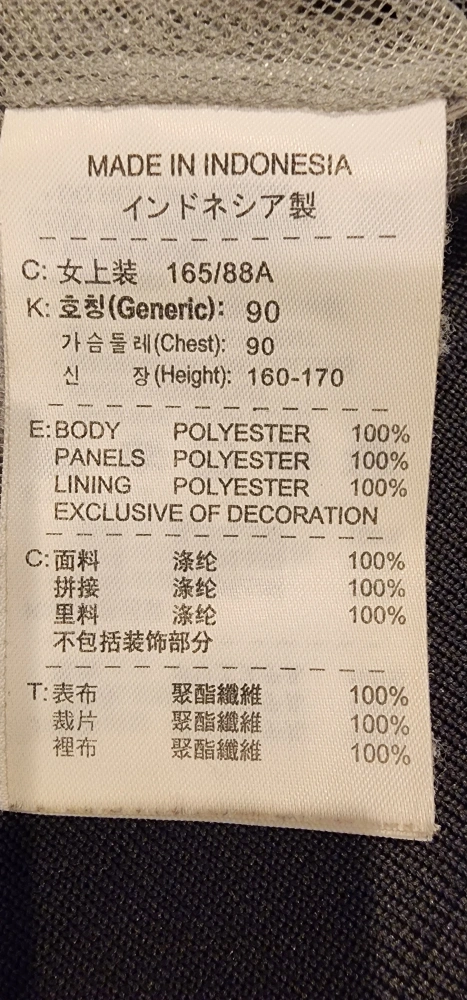 MADE IN INDONESIA
インドネシア製
C: 女上装 165/88A
K: 호칭(Generic): 90
가슴둘레(Chest): 90
신 장(Height): 160-170
E: BODY POLYESTER 100%
PANELS POLYESTER 100%
LINING POLYESTER 100%
EXCLUSIVE OF DECORATION
C: 面料 涤纶 100%
拼接 涤纶 100%
里料 涤纶 100%
不包括装饰部分
T: 表布 聚酯纖維 100%
裁片 聚酯纖維 100%
裡布 聚酯纖維 100%